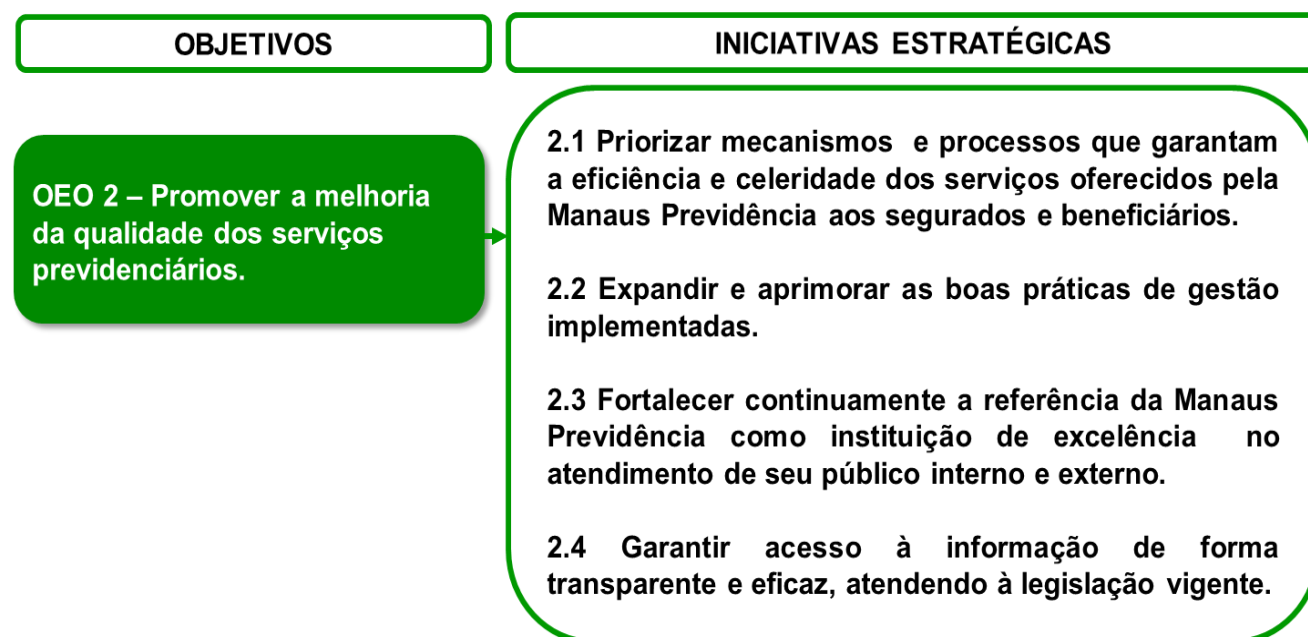 OBJETIVOS
INICIATIVAS ESTRATÉGICAS
OEO 2 – Promover a melhoria
da qualidade dos serviços
previdenciários.
2.1 Priorizar mecanismos e processos que garantam
a eficiência e celeridade dos serviços oferecidos pela
Manaus Previdência aos segurados e beneficiários.
2.2 Expandir e aprimorar as boas práticas de gestão
implementadas.
2.3 Fortalecer continuamente a referência da Manaus
Previdência como instituição de excelência no
atendimento de seu público interno e externo.
2.4 Garantir acesso à informação de forma
transparente e eficaz, atendendo à legislação vigente.